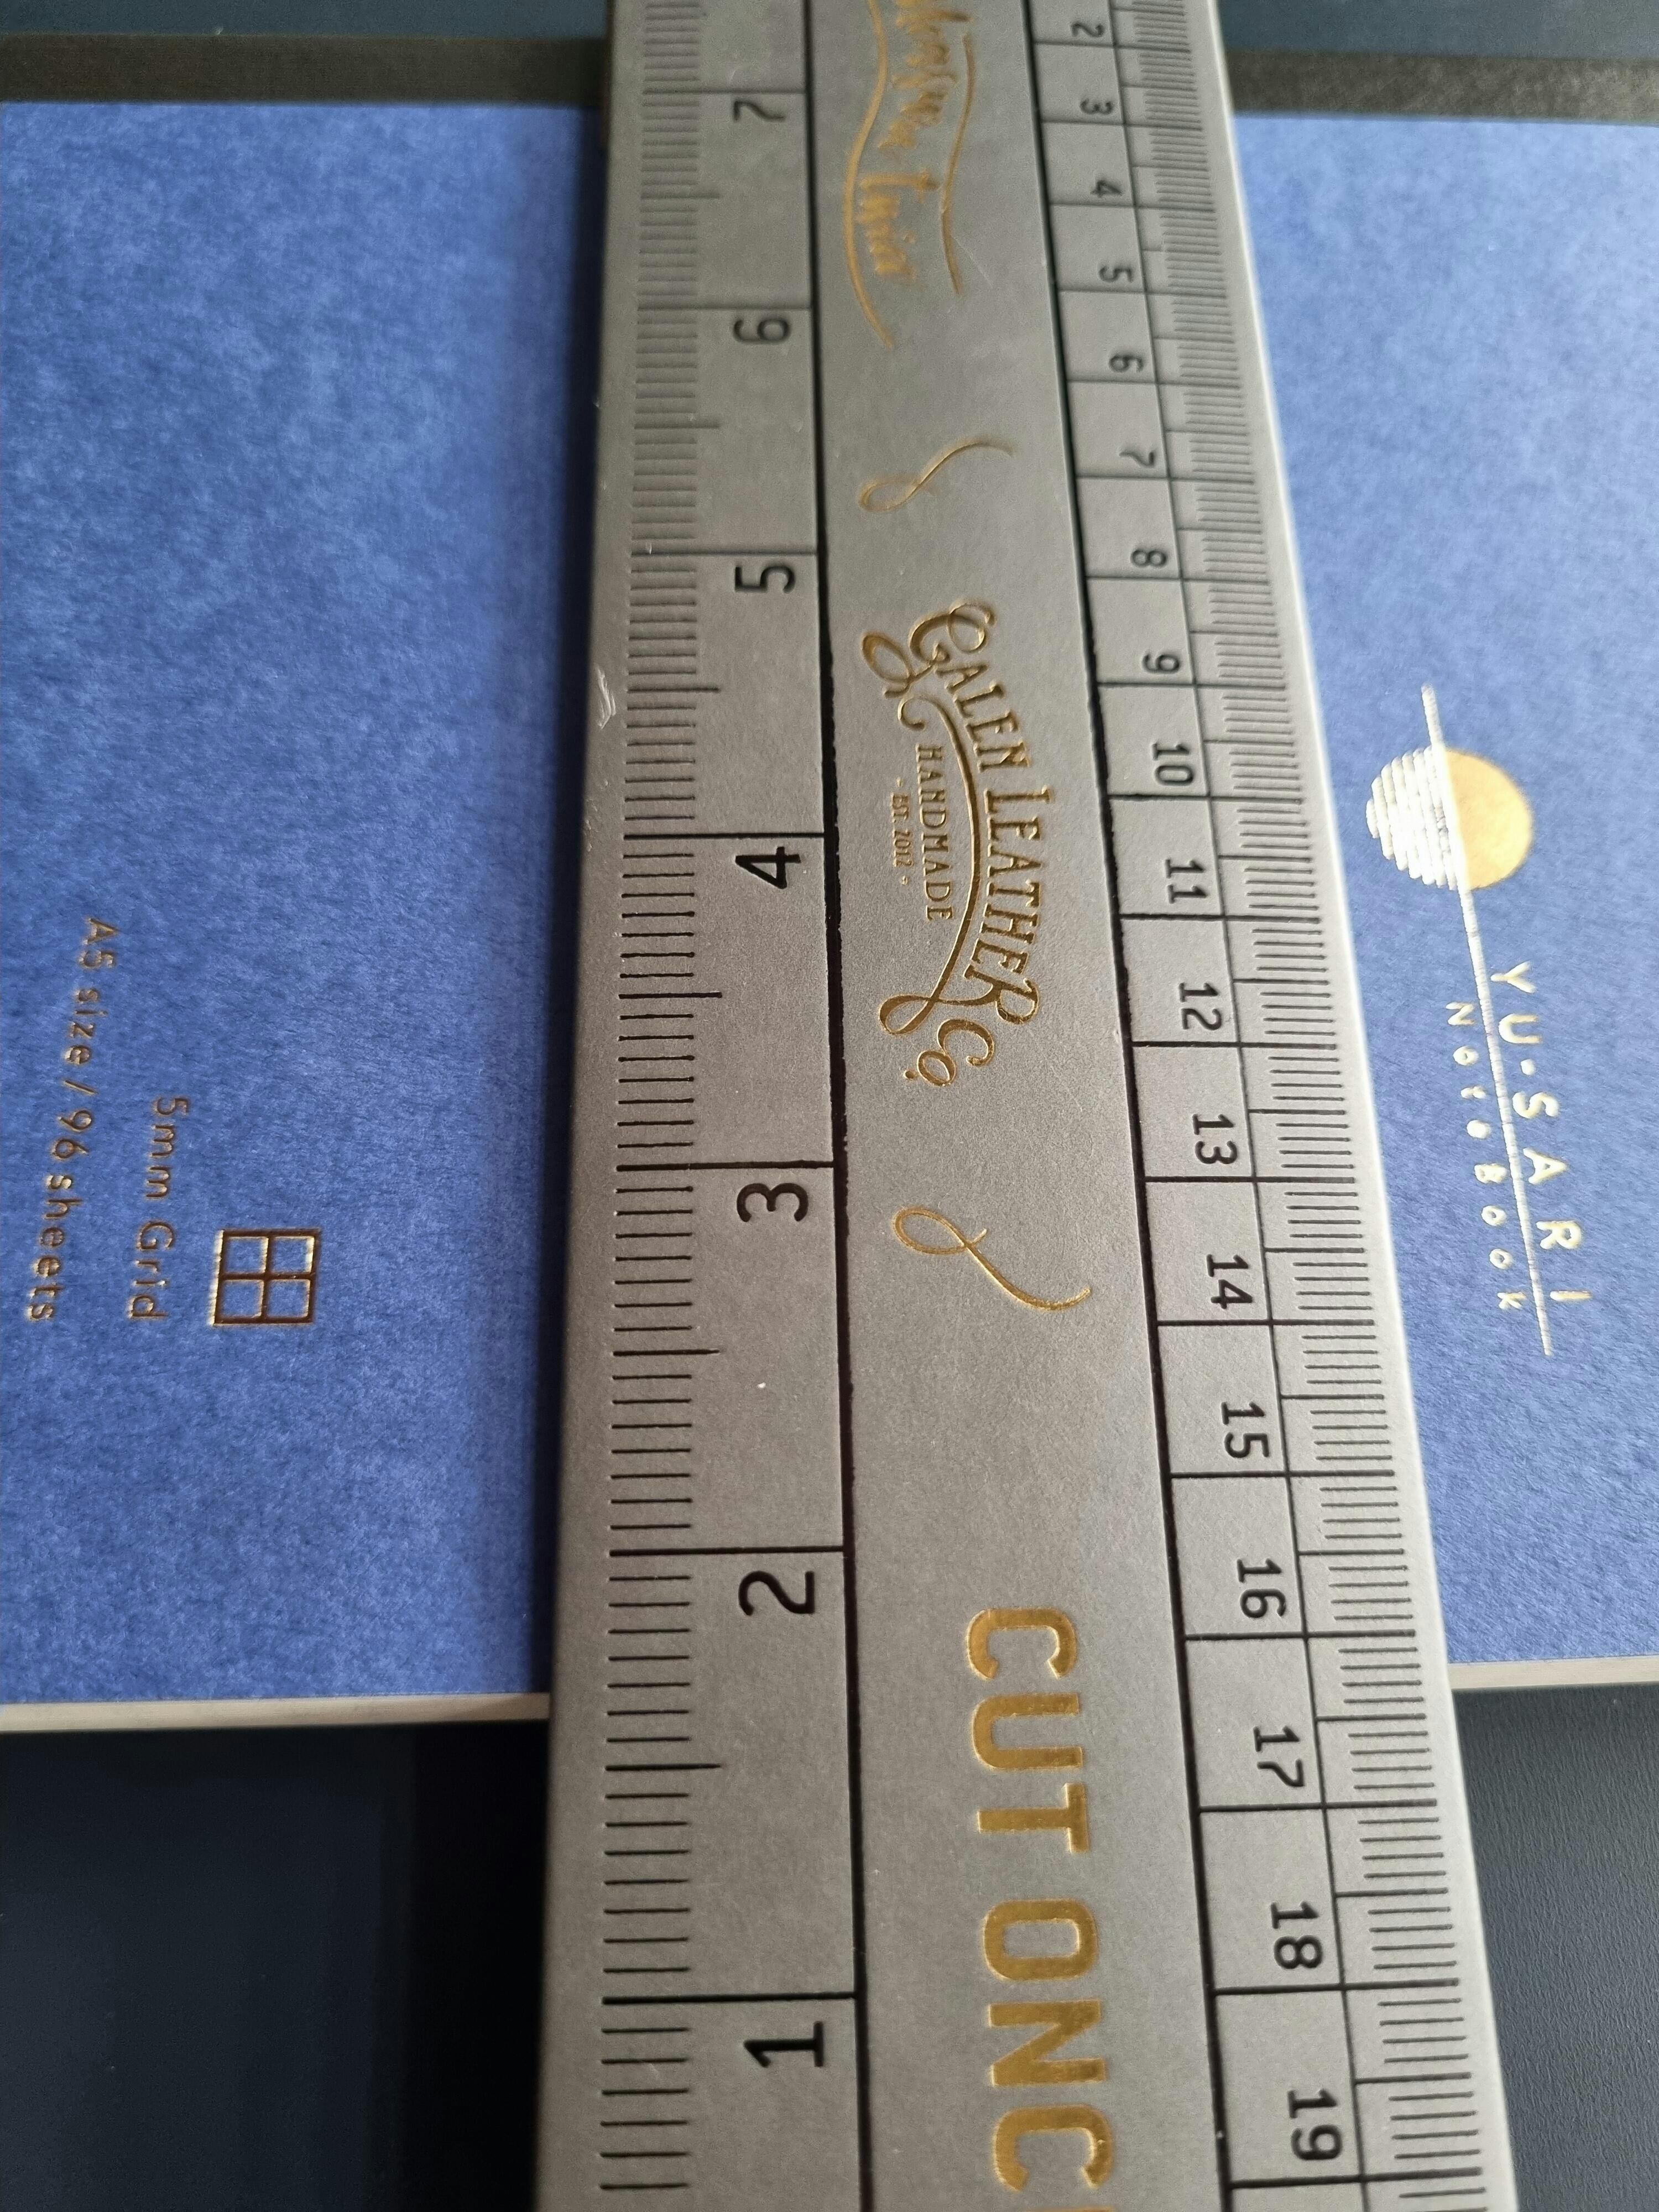 Measure Twice
GALEN LEATHER Co.
HANDMADE
- EST. 2012 -
CUT ONC
7
6
5
4
3
2
1
2
3
4
5
6
7
8
9
10
11
12
13
14
15
16
17
18
19
YU-SARI
NoteBook
5mm Grid
A5 size / 96 sheets